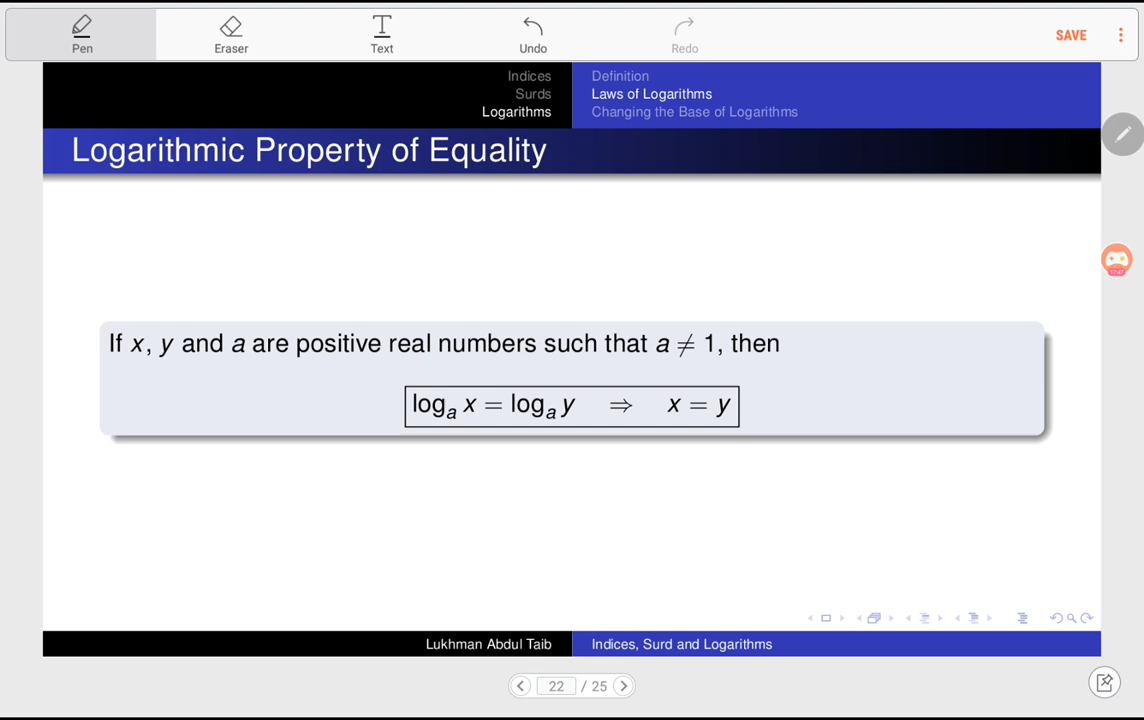 Pen
Eraser
Text
Undo
Redo
SAVE
Indices
Surds
Logarithms
Definition
Laws of Logarithms
Changing the Base of Logarithms
Logarithmic Property of Equality
If x, y and a are positive real numbers such that a ≠ 1, then
logₐ x = logₐ y ⇒ x = y
Lukhman Abdul Taib
Indices, Surd and Logarithms
22 / 25
17:47